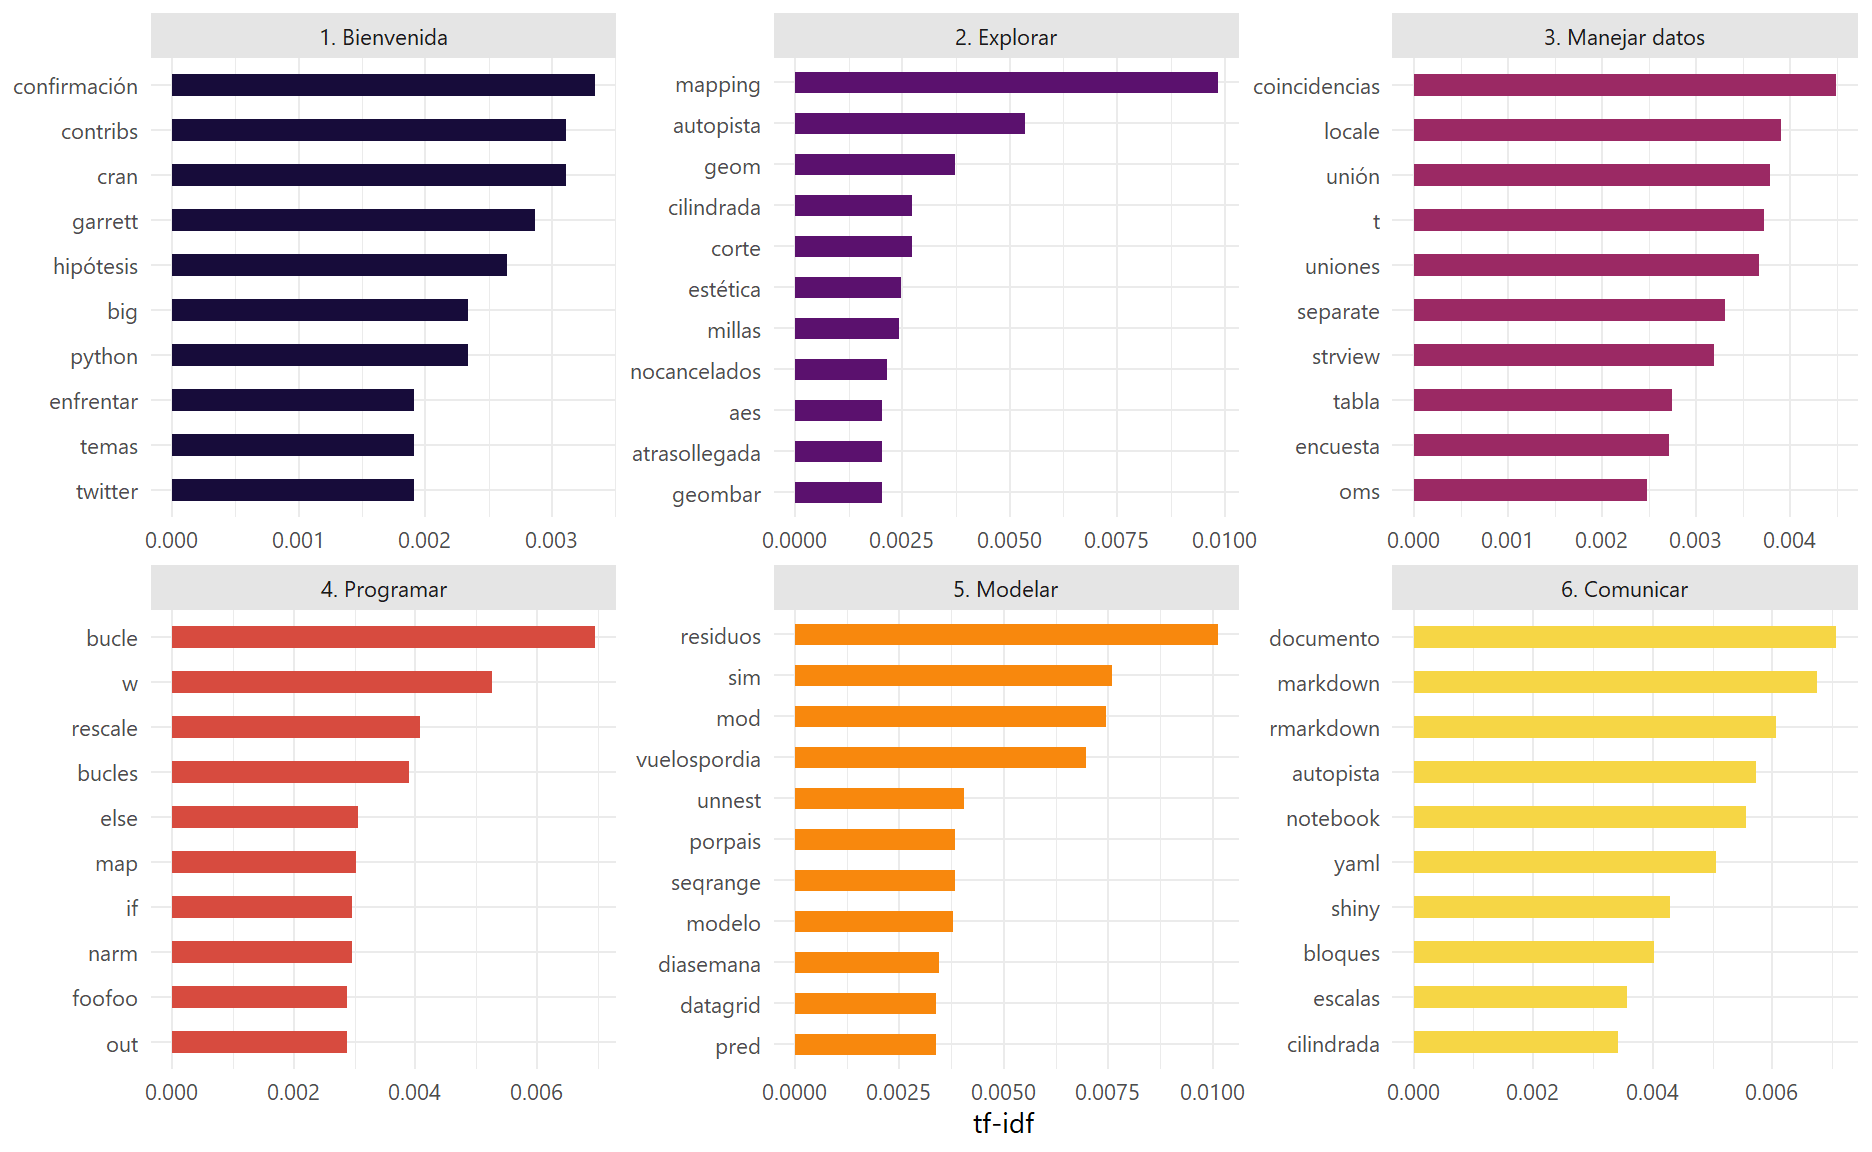 1. Bienvenida
confirmación
contribs
cran
garrett
hipótesis
big
python
enfrentar
temas
twitter
0.000 0.001 0.002 0.003
2. Explorar
mapping
autopista
geom
cilindrada
corte
estética
millas
nocancelados
aes
atrasollegada
geombar
0.0000 0.0025 0.0050 0.0075 0.0100
3. Manejar datos
coincidencias
locale
unión
t
uniones
separate
strview
tabla
encuesta
oms
0.000 0.001 0.002 0.003 0.004
4. Programar
bucle
w
rescale
bucles
else
map
if
narm
foofoo
out
0.000 0.002 0.004 0.006
5. Modelar
residuos
sim
mod
vuelospordia
unnest
porpais
seqrange
modelo
diasemana
datagrid
pred
0.0000 0.0025 0.0050 0.0075 0.0100
6. Comunicar
documento
markdown
rmarkdown
autopista
notebook
yaml
shiny
bloques
escalas
cilindrada
0.000 0.002 0.004 0.006
tf-idf